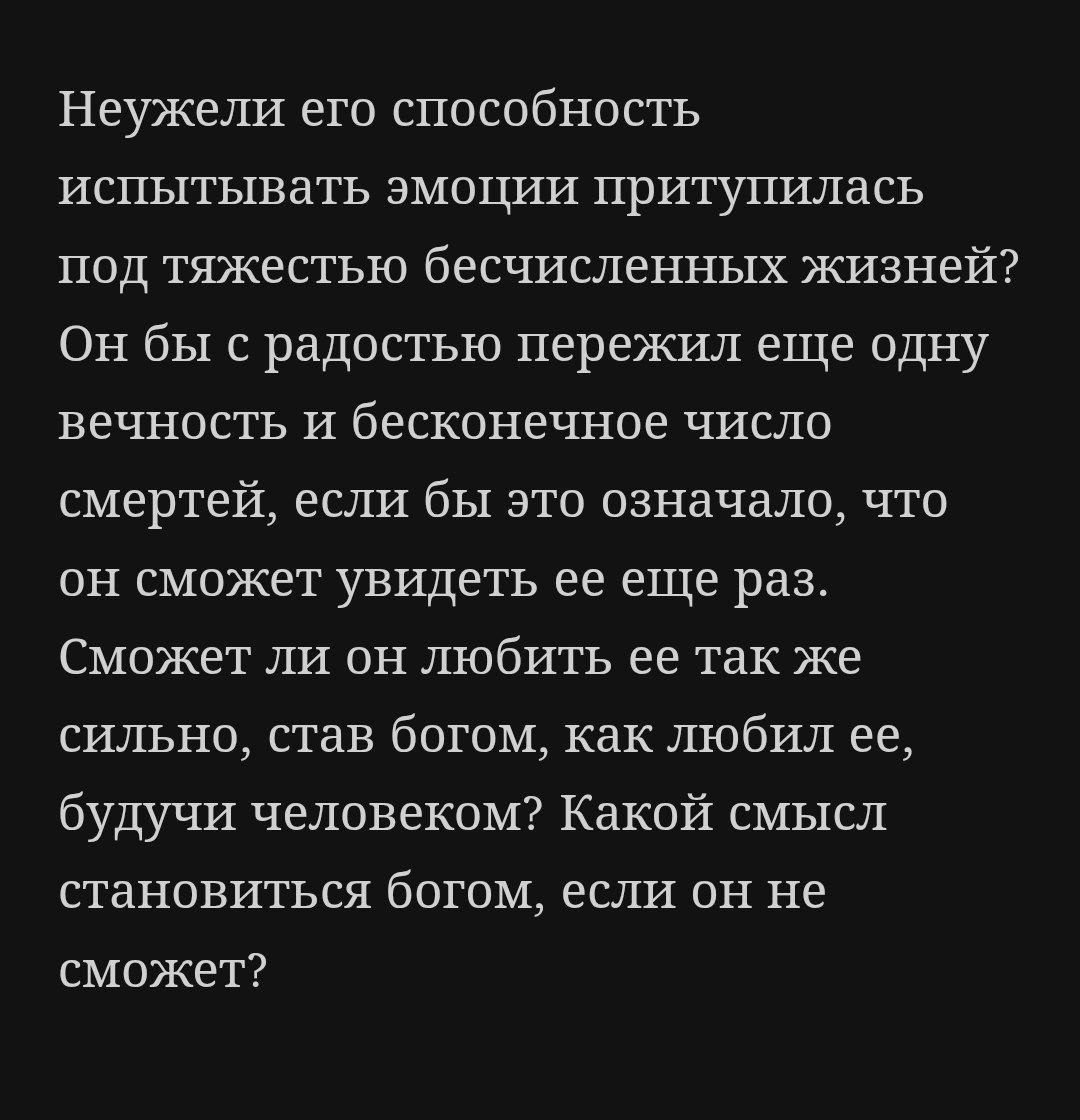 Неужели его способность
испытывать эмоции притупилась
под тяжестью бесчисленных жизней?
Он бы с радостью пережил еще одну
вечность и бесконечное число
смертей, если бы это означало, что
он сможет увидеть ее еще раз.
Сможет ли он любить ее так же
сильно, став богом, как любил ее,
будучи человеком? Какой смысл
становиться богом, если он не
сможет?